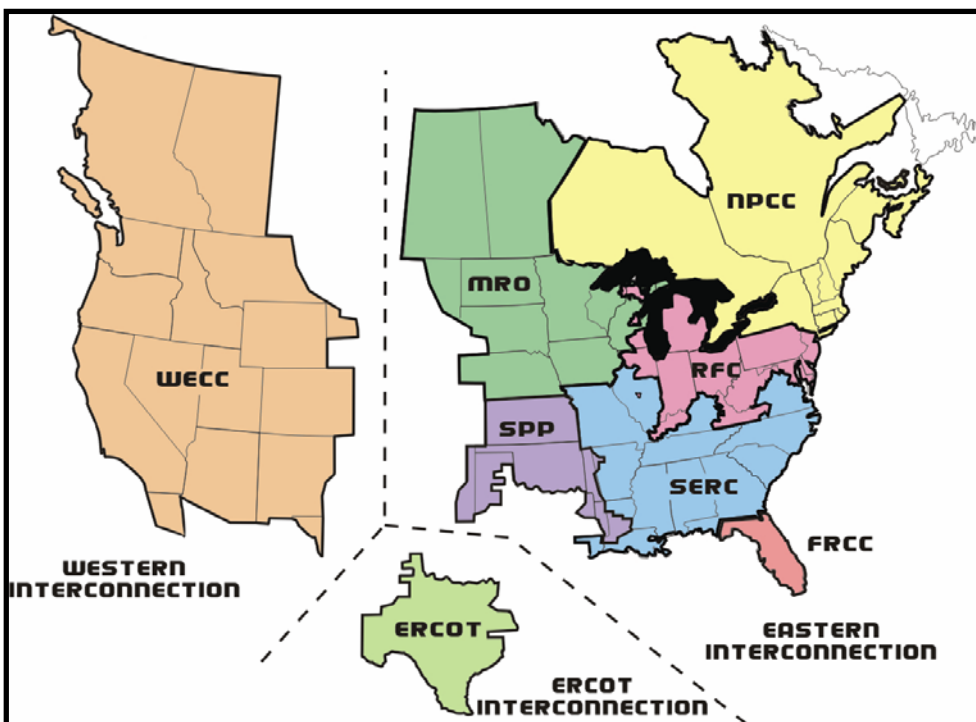 NPCC
MRO
WECC
RFC
SPP
SERC
FRCC
WESTERN
INTERCONNECTION
ERCOT
EASTERN
INTERCONNECTION
ERCOT
INTERCONNECTION